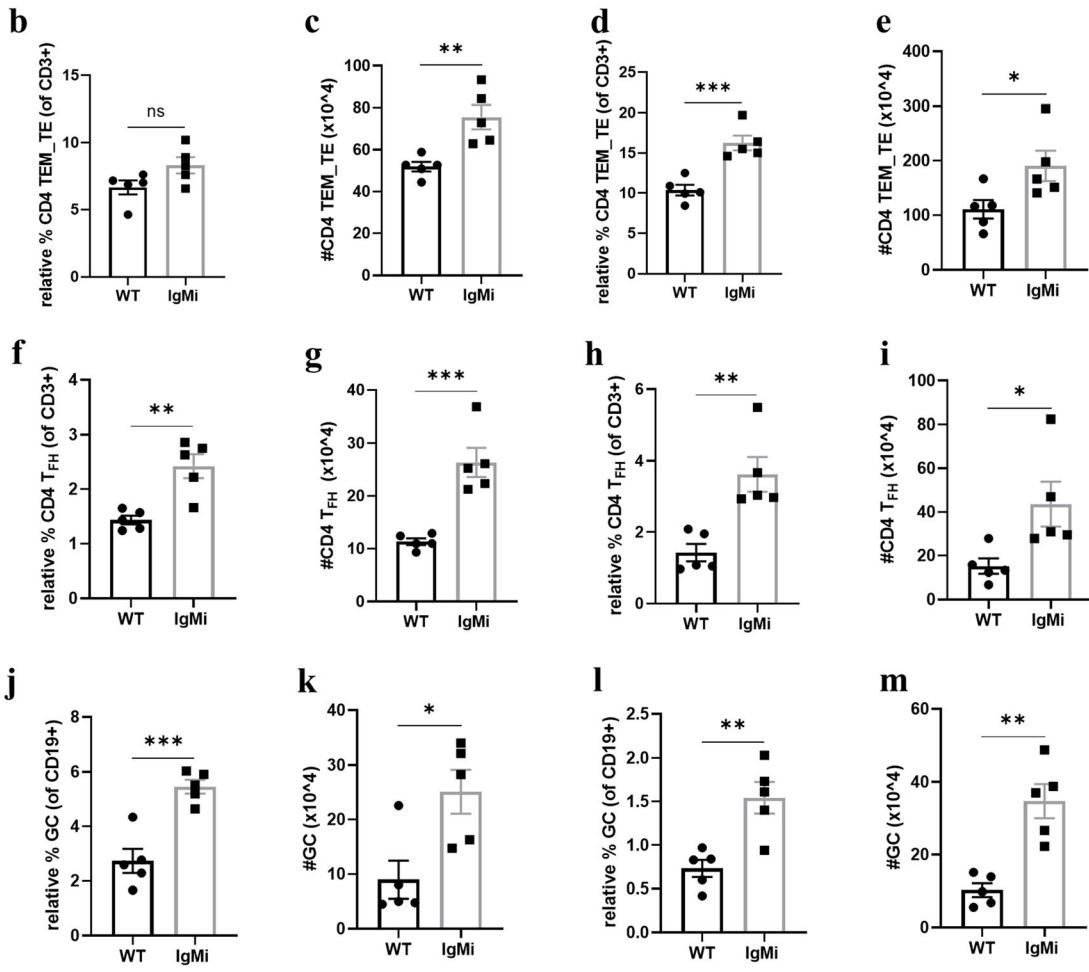 b
relative % CD4 TEM_TE (of CD3+)
15
10
5
0
ns
WT
IgMi
c
#CD4 TEM_TE (x10^4)
100
80
60
40
20
0
**
WT
IgMi
d
relative % CD4 TEM_TE (of CD3+)
25
20
15
10
5
0
***
WT
IgMi
e
#CD4 TEM_TE (x10^4)
400
300
200
100
0
*
WT
IgMi
f
relative % CD4 TFH (of CD3+)
4
3
2
1
0
**
WT
IgMi
g
#CD4 TFH (x10^4)
40
30
20
10
0
***
WT
IgMi
h
relative % CD4 TFH (of CD3+)
6
4
2
0
**
WT
IgMi
i
#CD4 TFH (x10^4)
100
80
60
40
20
0
*
WT
IgMi
j
relative % GC (of CD19+)
8
6
4
2
0
***
WT
IgMi
k
#GC (x10^4)
40
30
20
10
0
*
WT
IgMi
l
relative % GC (of CD19+)
2.5
2.0
1.5
1.0
0.5
0.0
**
WT
IgMi
m
#GC (x10^4)
60
40
20
0
**
WT
IgMi